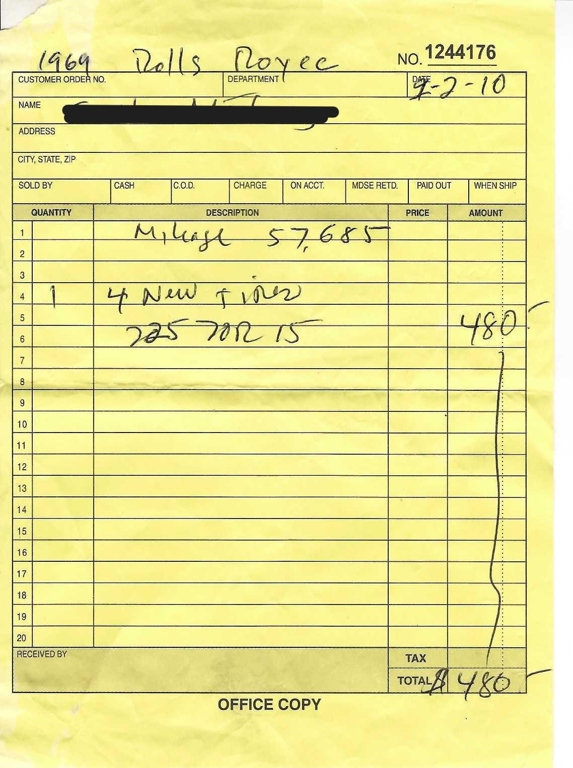 1969 Rolls Royce
NO. 1244176
CUSTOMER ORDER NO. DEPARTMENT DATE
9-2-10
NAME
ADDRESS
CITY, STATE, ZIP
SOLD BY CASH C.O.D. CHARGE ON ACCT. MDSE RETD. PAID OUT WHEN SHIP
QUANTITY DESCRIPTION PRICE AMOUNT
1 Mileage 57,685
2
3
4 1 4 New tires
5 480
6 225 70R 15
7
8
9
10
11
12
13
14
15
16
17
18
19
20
RECEIVED BY TAX
TOTAL $ 480
OFFICE COPY